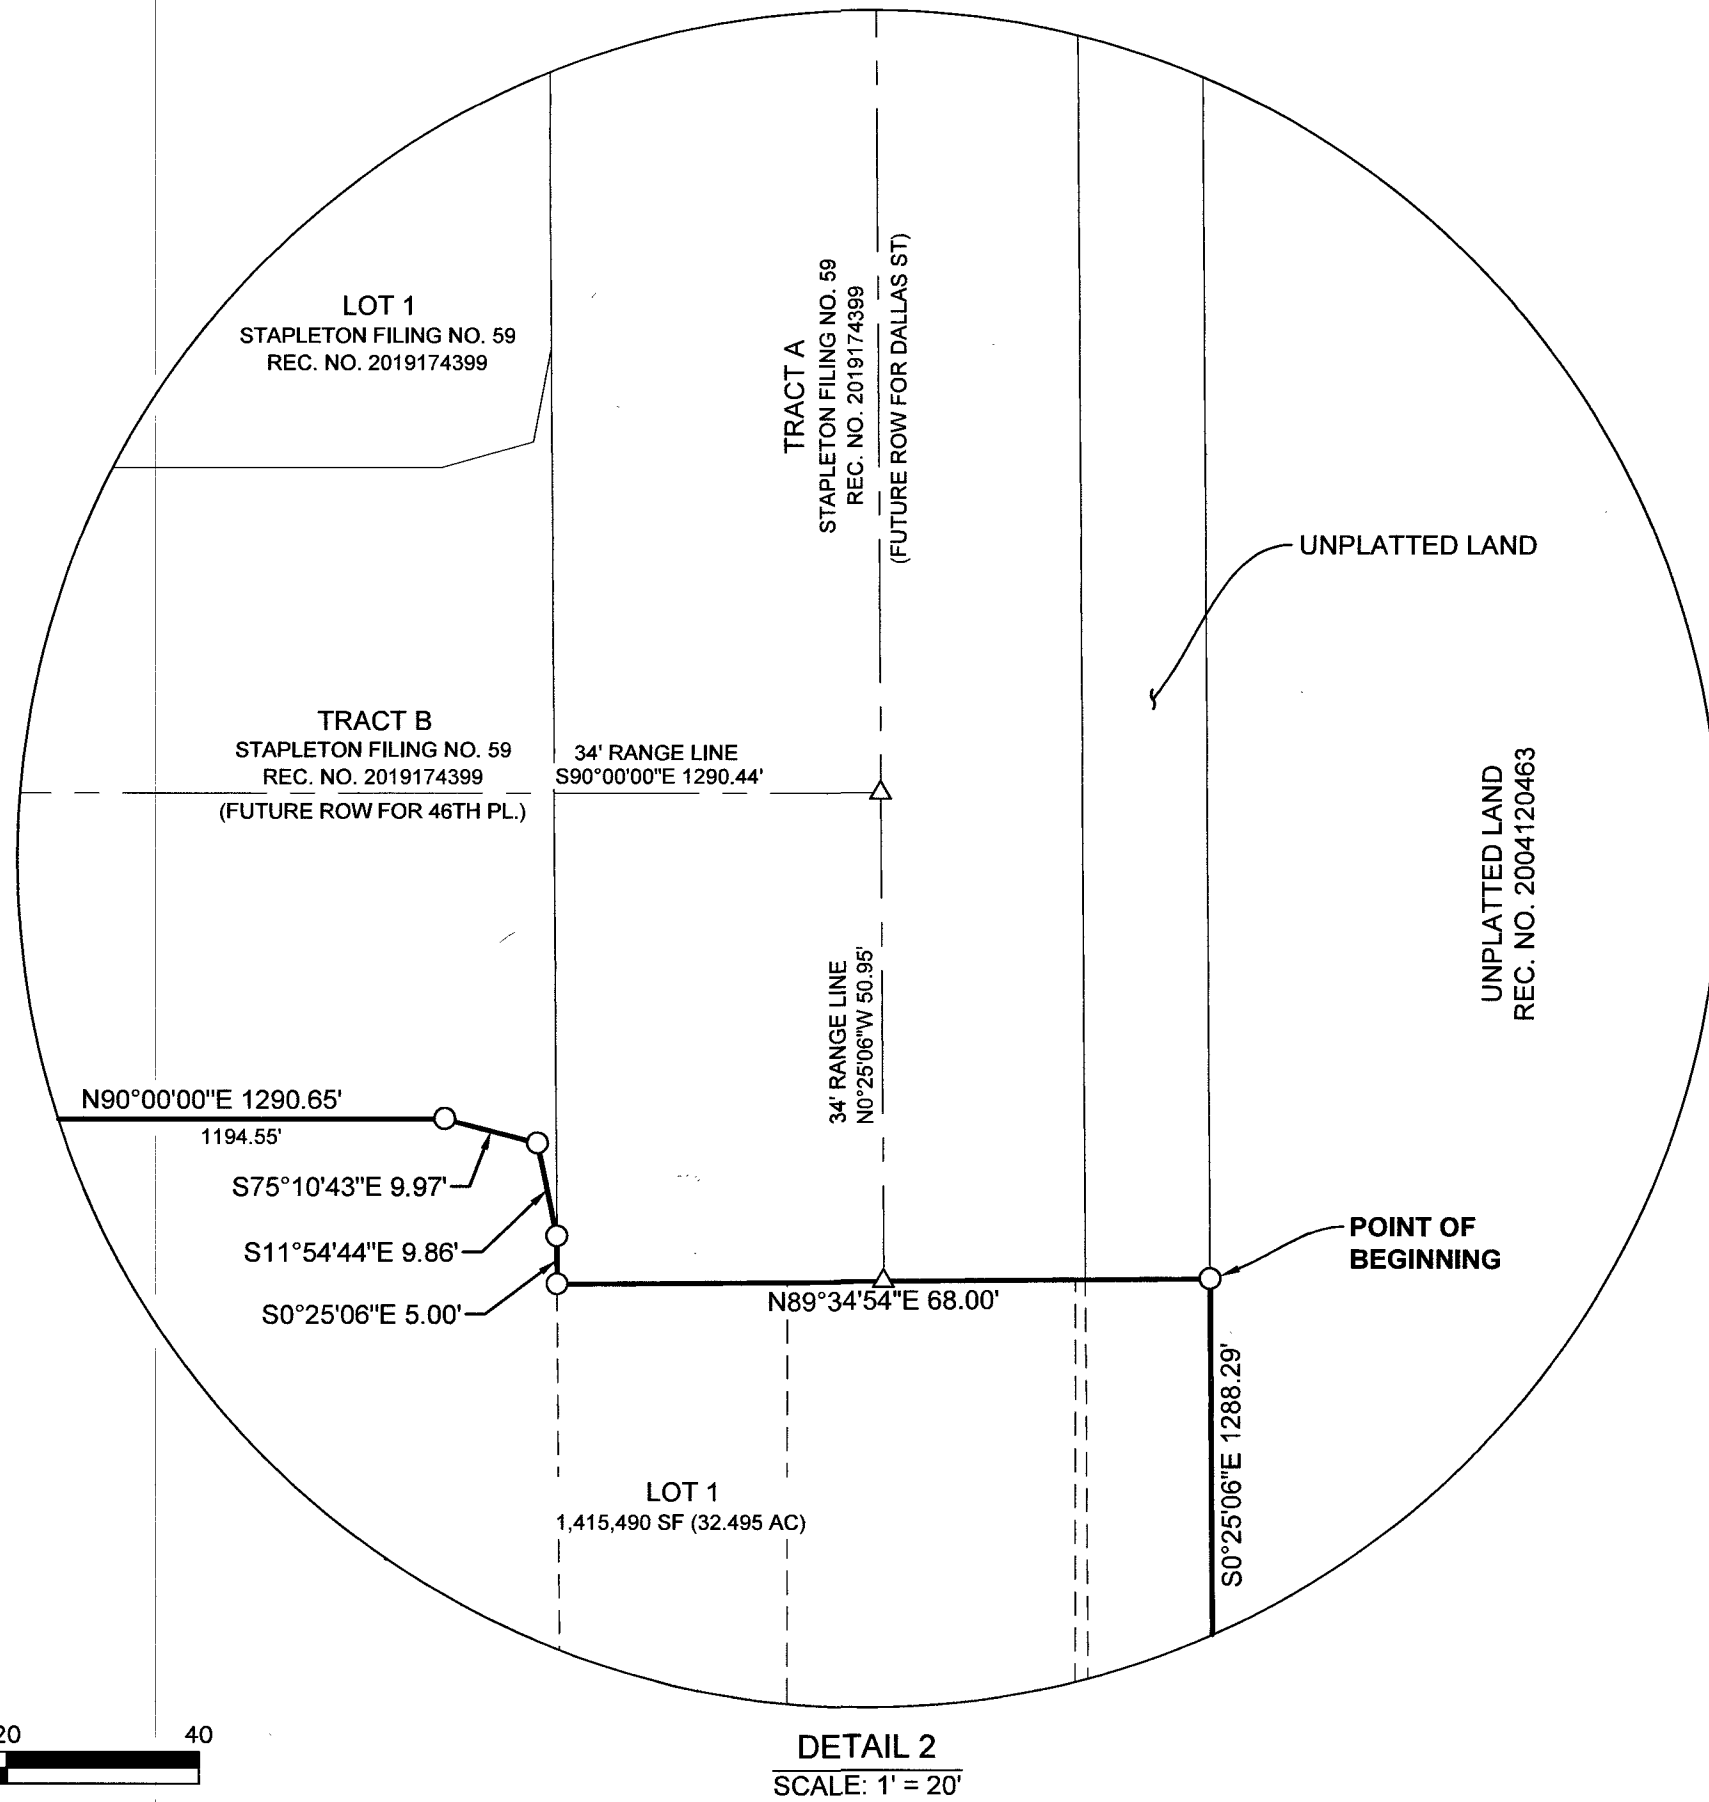 LOT 1
STAPLETON FILING NO. 59
REC. NO. 2019174399
TRACT A
STAPLETON FILING NO. 59
REC. NO. 2019174399
(FUTURE ROW FOR DALLAS ST)
UNPLATTED LAND
TRACT B
STAPLETON FILING NO. 59
REC. NO. 2019174399
(FUTURE ROW FOR 46TH PL.)
34' RANGE LINE
S90°00'00"E 1290.44'
UNPLATTED LAND
REC. NO. 2004120463
34' RANGE LINE
N0°25'06"W 50.95'
N90°00'00"E 1290.65'
1194.55'
S75°10'43"E 9.97'
S11°54'44"E 9.86'
S0°25'06"E 5.00'
POINT OF
BEGINNING
N89°34'54"E 68.00'
S0°25'06"E 1288.29'
LOT 1
1,415,490 SF (32.495 AC)
20 40
DETAIL 2
SCALE: 1' = 20'